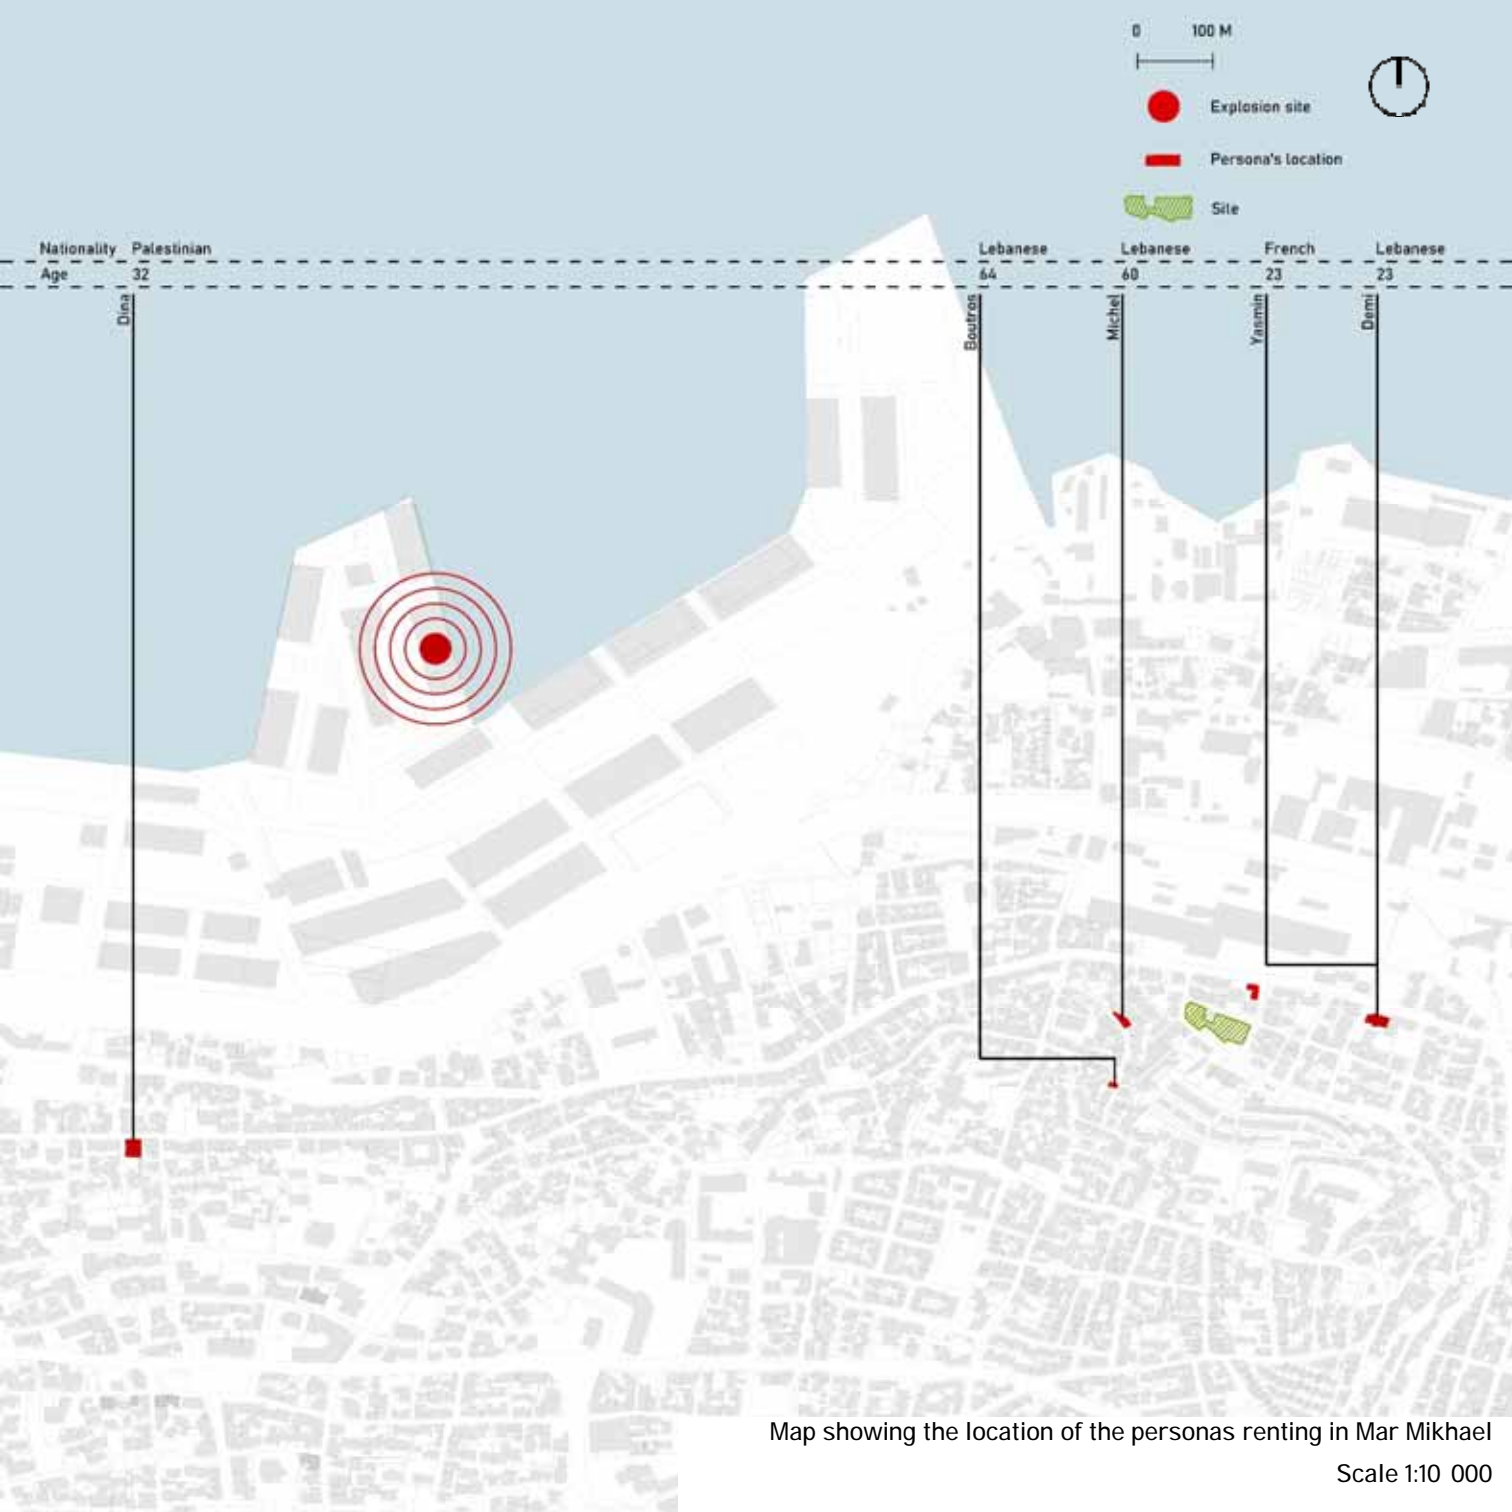 0 100 M
Explosion site
Persona's location
Site
Nationality Palestinian Lebanese Lebanese French Lebanese
Age 32 64 60 23 23
Dina
Boutros
Michel
Yasmin
Demi
Map showing the location of the personas renting in Mar Mikhael
Scale 1:10 000